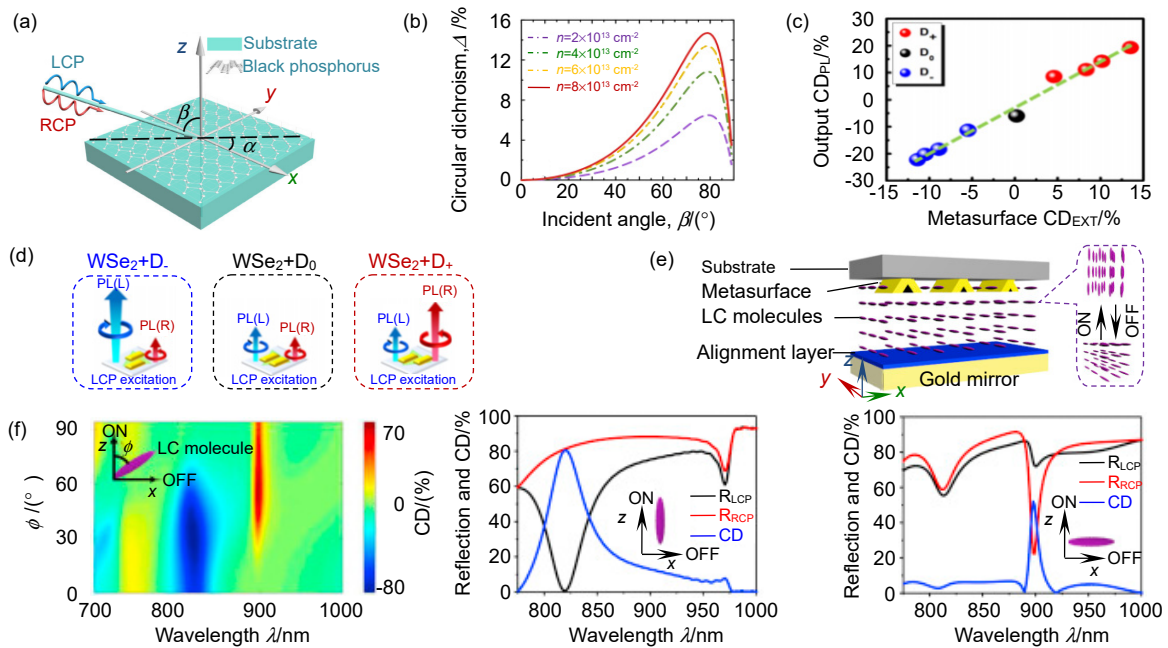 (a)
z
Substrate
Black phosphorus
LCP
RCP
y
β
α
x
(b)
Circular dichroism,Δ /%
16
12
8
4
0
n=2×10¹³ cm⁻²
n=4×10¹³ cm⁻²
n=6×10¹³ cm⁻²
n=8×10¹³ cm⁻²
0 20 40 60 80
Incident angle, β/(°)
(c)
Output CD_PL/%
30
20
10
0
-10
-20
-30
D₊
D₀
D₋
-15 -10 -5 0 5 10 15
Metasurface CD_EXT/%
(d)
WSe₂+D₋
PL(L)
PL(R)
LCP excitation
WSe₂+D₀
PL(L)
PL(R)
LCP excitation
WSe₂+D₊
PL(L)
PL(R)
LCP excitation
(e)
Substrate
Metasurface
LC molecules
Alignment layer
Gold mirror
z
y
x
ON
OFF
(f)
ϕ /(°)
80
60
40
20
0
ON
z
ϕ
LC molecule
OFF
x
700 800 900 1000
Wavelength λ/nm
70
0
-80
CD/(%)
Reflection and CD/%
100
80
60
40
20
0
R_LCP
R_RCP
CD
ON
z
OFF
x
800 850 900 950 1000
Wavelength λ/nm
Reflection and CD/%
100
80
60
40
20
0
R_LCP
R_RCP
CD
ON
z
OFF
x
800 850 900 950 1000
Wavelength λ/nm